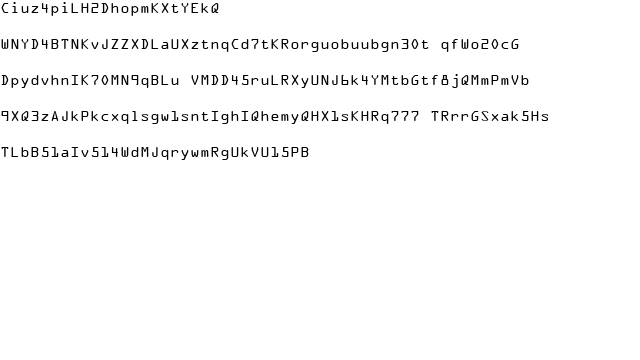 Ciuz4piLH2DhopmKXtYEkQ
WNYD4BTNKvJZZXDLaUXztnqCd7tKRorguobuubgn30t qfWo20cG
DpydvhnIK70MN9qBLu VMDD45ruLRXyUNJ6k4YMtbGtf8jQMmPmVb
9XQ3zAJkPkcxqlsgw1sntIghIQhemyQHX1sKHRq777 TRrrGSxak5Hs
TLbB51aIv514WdMJqrywmRgUkVU15PB